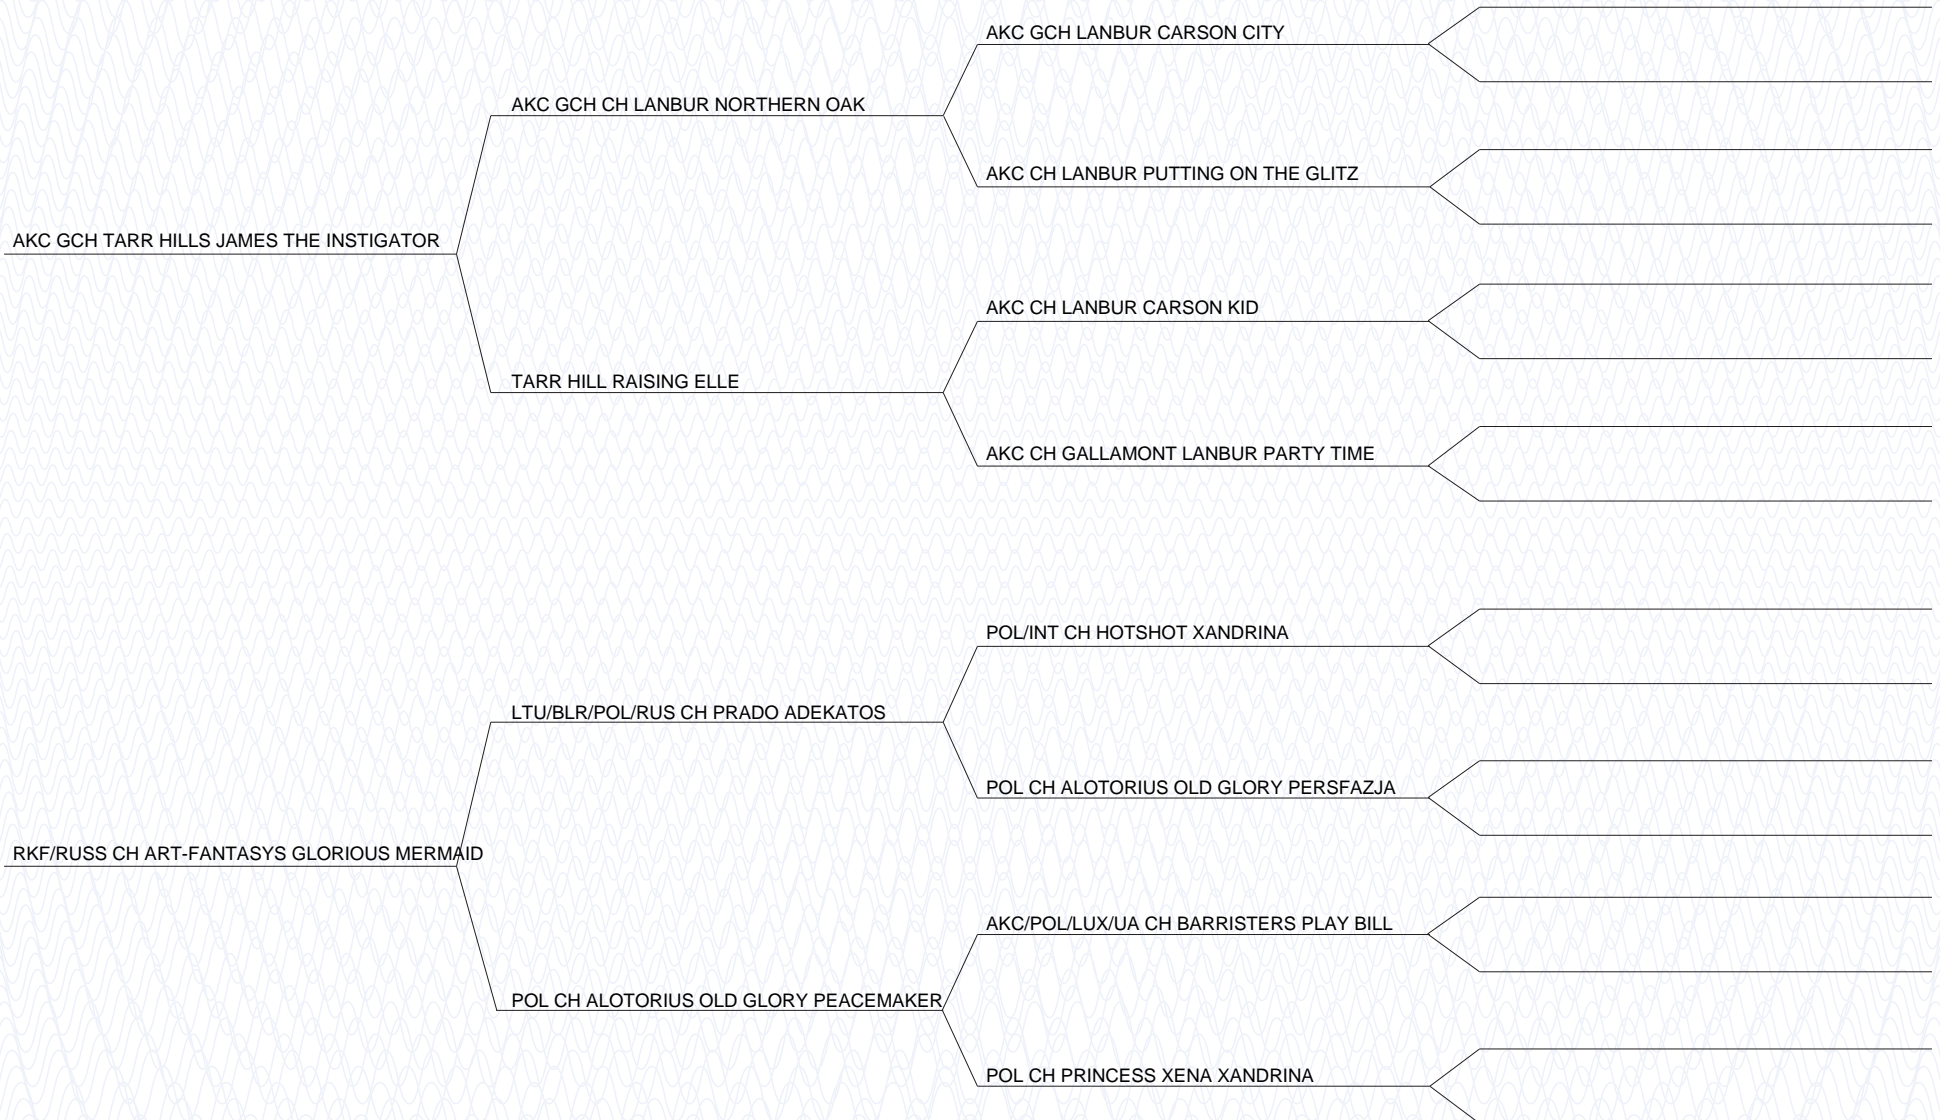 AKC GCH LANBUR CARSON CITY
AKC GCH CH LANBUR NORTHERN OAK
AKC CH LANBUR PUTTING ON THE GLITZ
AKC GCH TARR HILLS JAMES THE INSTIGATOR
AKC CH LANBUR CARSON KID
TARR HILL RAISING ELLE
AKC CH GALLAMONT LANBUR PARTY TIME
POL/INT CH HOTSHOT XANDRINA
LTU/BLR/POL/RUS CH PRADO ADEKATOS
POL CH ALOTORIUS OLD GLORY PERSFAZJA
RKF/RUSS CH ART-FANTASYS GLORIOUS MERMAID
AKC/POL/LUX/UA CH BARRISTERS PLAY BILL
POL CH ALOTORIUS OLD GLORY PEACEMAKER
POL CH PRINCESS XENA XANDRINA